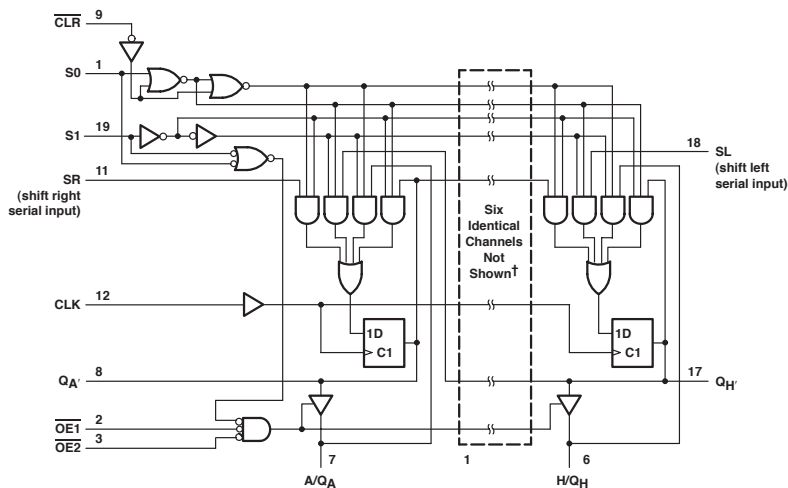 CLR 9
S0 1
S1 19
SR 11
(shift right
serial input)
18 SL
(shift left
serial input)
Six
Identical
Channels
Not
Shown†
CLK 12
1D
C1
1D
C1
QA′ 8
17 QH′
OE1 2
OE2 3
7
A/QA
1
6
H/QH